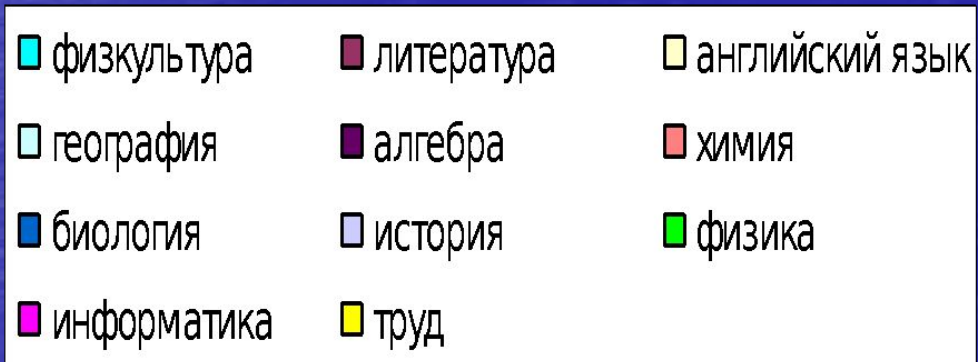 физкультура литература английский язык
география алгебра химия
биология история физика
информатика труд